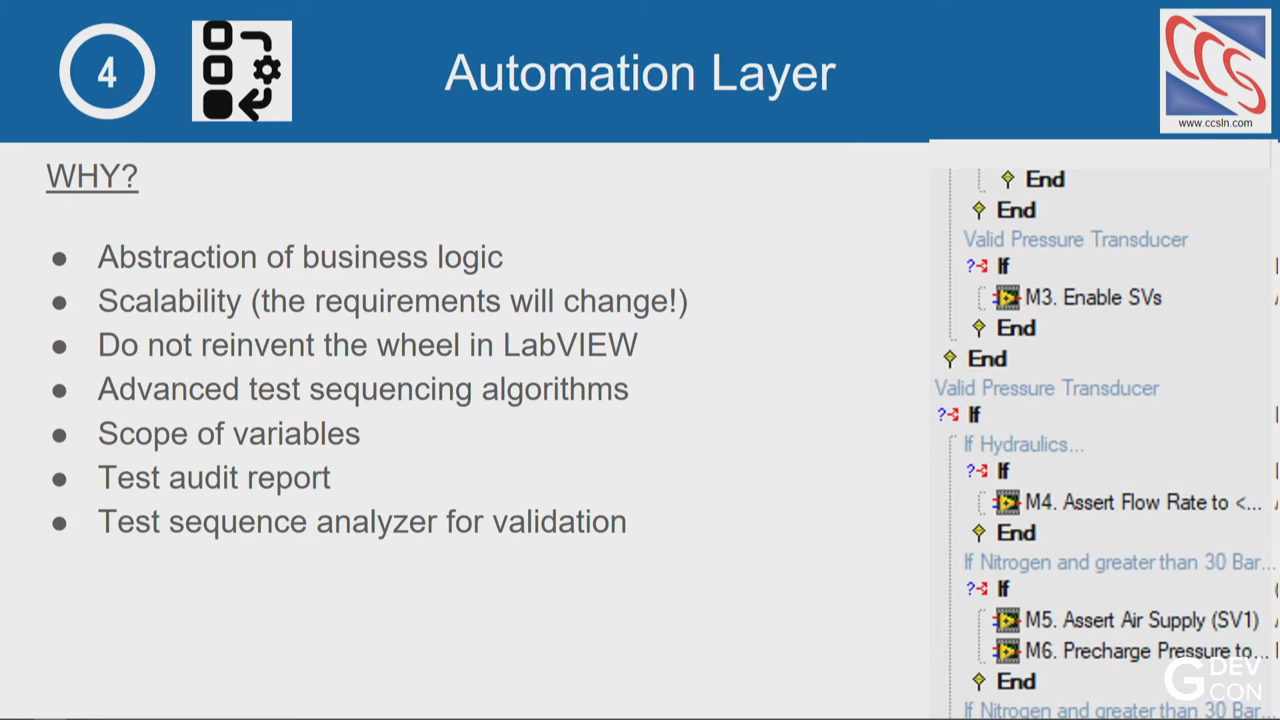 4
Automation Layer
CCS
www.ccsln.com
WHY?
● Abstraction of business logic
● Scalability (the requirements will change!)
● Do not reinvent the wheel in LabVIEW
● Advanced test sequencing algorithms
● Scope of variables
● Test audit report
● Test sequence analyzer for validation
End
End
Valid Pressure Transducer
If
M3. Enable SVs
End
End
Valid Pressure Transducer
If
If Hydraulics...
If
M4. Assert Flow Rate to <...
End
If Nitrogen and greater than 30 Bar...
If
M5. Assert Air Supply (SV1)
M6. Precharge Pressure to...
End
If Nitrogen and greater than 30 Bar...
G DEV
CON